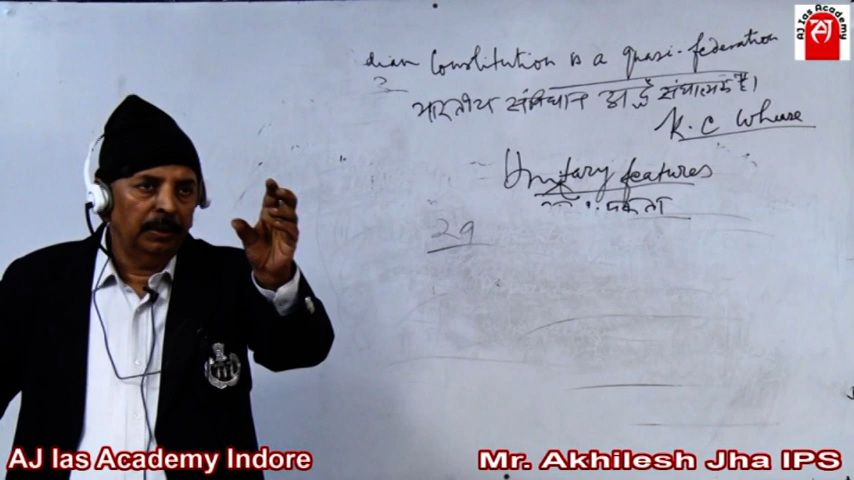 dian Constitution is a quasi-federation
भारतीय संविधान संघात्मक है।
K. C Wheare
Unitary features
29
AJ Ias Academy
AJ Ias Academy Indore
Mr. Akhilesh Jha IPS